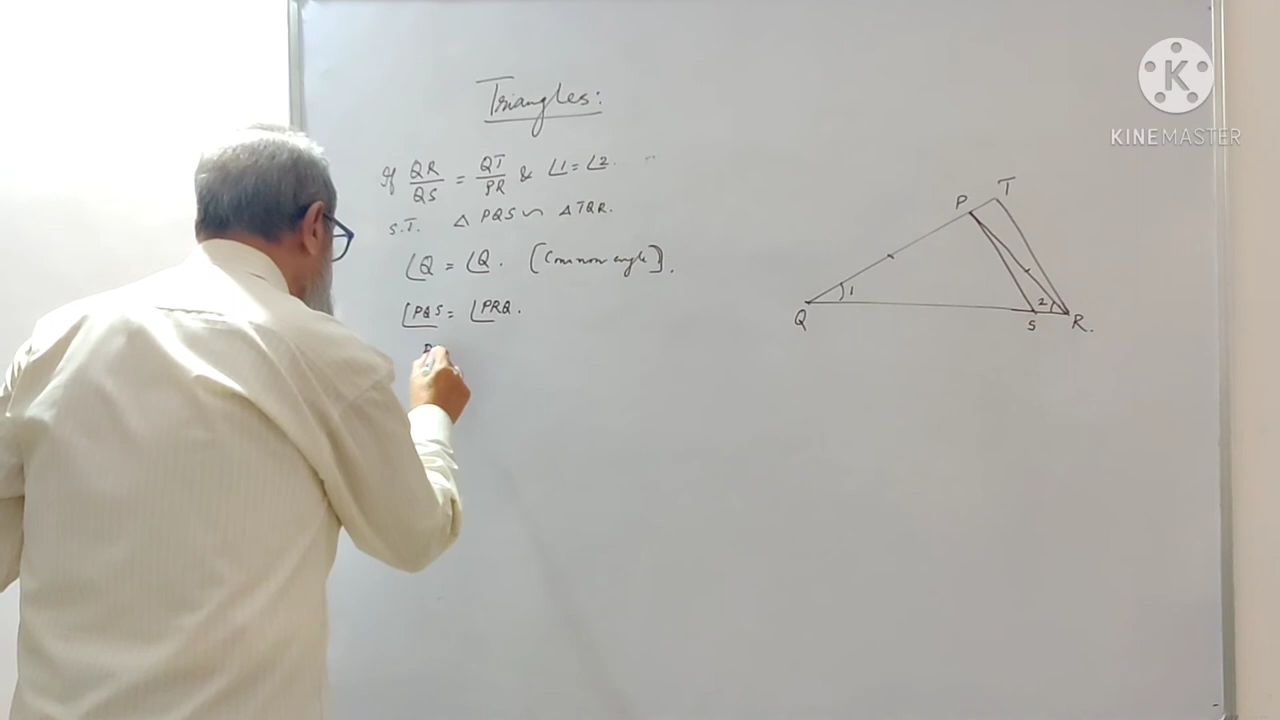 Triangles:
If QR/QS = QT/PR & ∠1 = ∠2.
S.T. △ PQS ∽ △ TQR.
∠Q = ∠Q. [Common angle].
∠PQS = ∠PRQ.
P
T
1
2
Q
S
R.
K
KINEMASTER